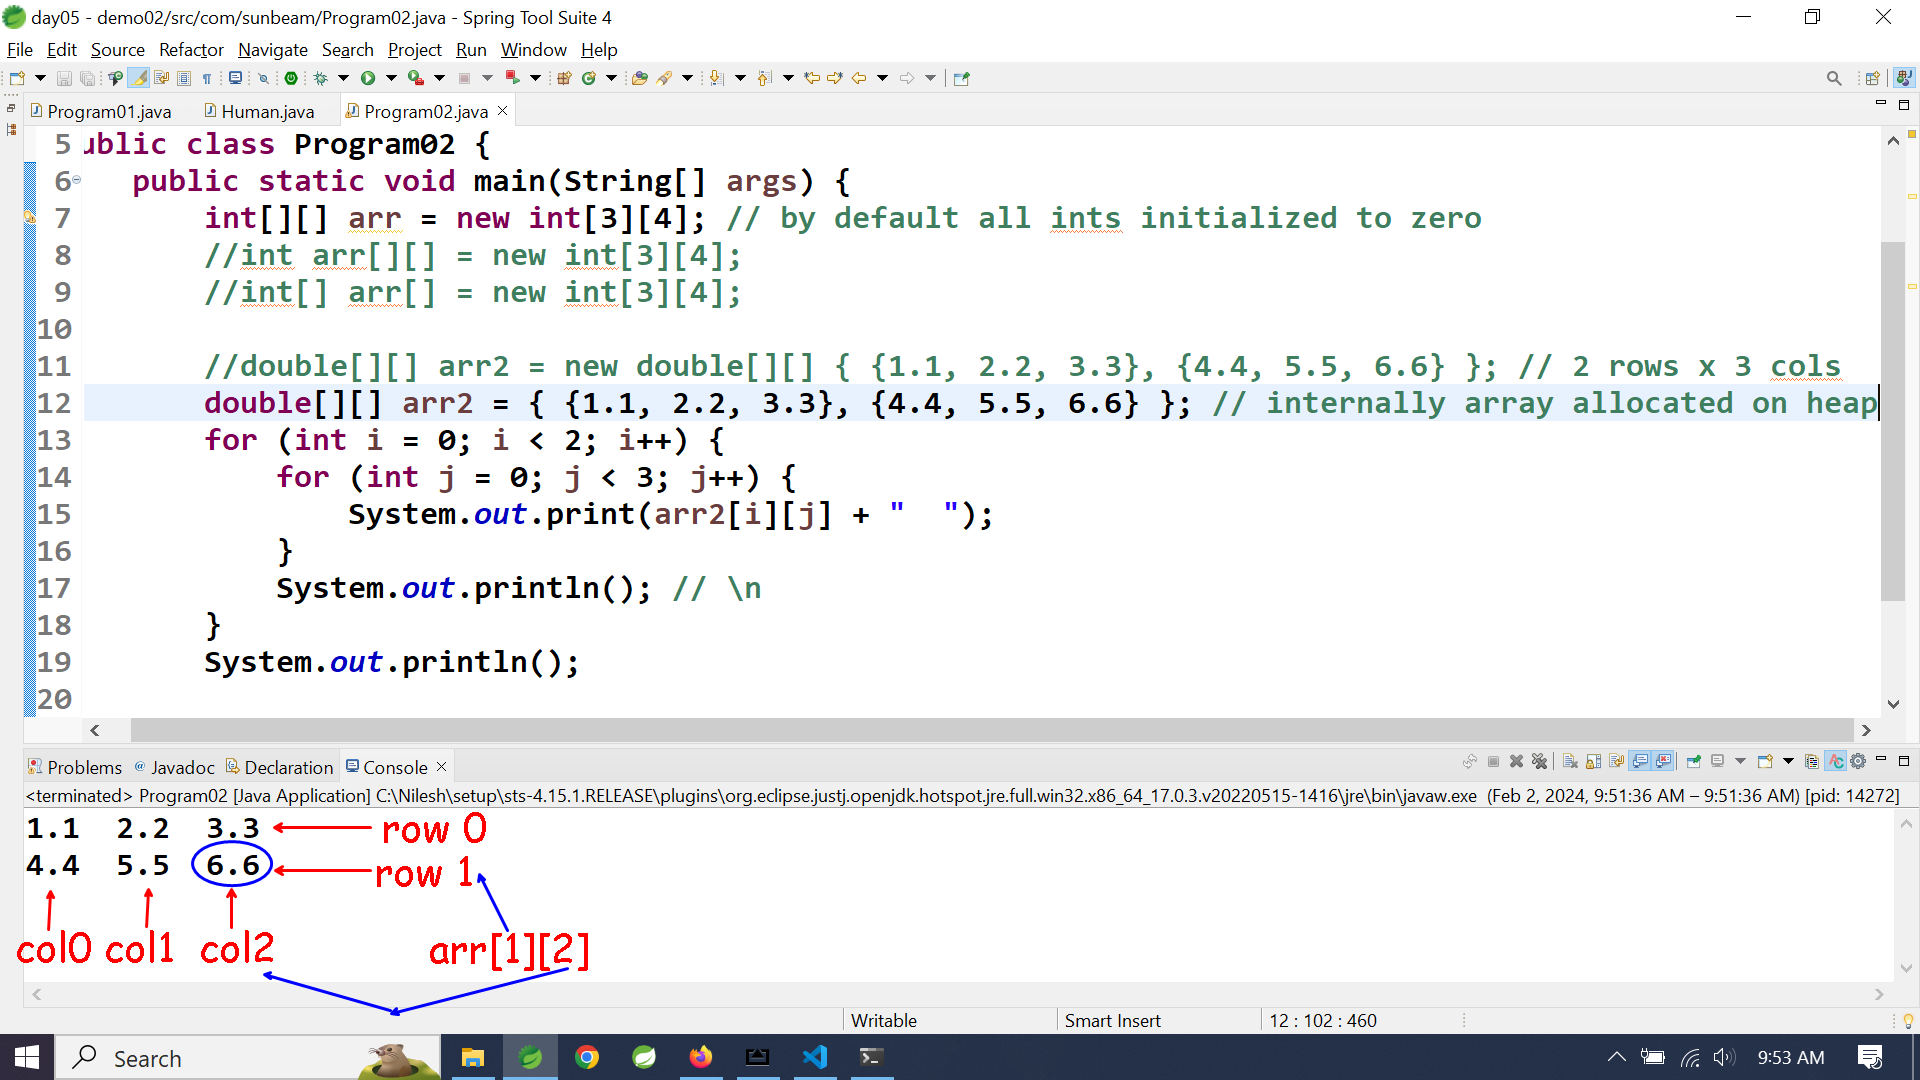 day05 - demo02/src/com/sunbeam/Program02.java - Spring Tool Suite 4
File Edit Source Refactor Navigate Search Project Run Window Help
Program01.java Human.java Program02.java
5 ublic class Program02 {
6 public static void main(String[] args) {
7 int[][] arr = new int[3][4]; // by default all ints initialized to zero
8 //int arr[][] = new int[3][4];
9 //int[] arr[] = new int[3][4];
10
11 //double[][] arr2 = new double[][] { {1.1, 2.2, 3.3}, {4.4, 5.5, 6.6} }; // 2 rows x 3 cols
12 double[][] arr2 = { {1.1, 2.2, 3.3}, {4.4, 5.5, 6.6} }; // internally array allocated on heap
13 for (int i = 0; i < 2; i++) {
14 for (int j = 0; j < 3; j++) {
15 System.out.print(arr2[i][j] + "  ");
16 }
17 System.out.println(); // \n
18 }
19 System.out.println();
20
Problems Javadoc Declaration Console
<terminated> Program02 [Java Application] C:\Nilesh\setup\sts-4.15.1.RELEASE\plugins\org.eclipse.justj.openjdk.hotspot.jre.full.win32.x86_64_17.0.3.v20220515-1416\jre\bin\javaw.exe (Feb 2, 2024, 9:51:36 AM – 9:51:36 AM) [pid: 14272]
1.1 2.2 3.3 row 0
4.4 5.5 6.6 row 1
col0 col1 col2 arr[1][2]
Writable Smart Insert 12 : 102 : 460
Search 9:53 AM